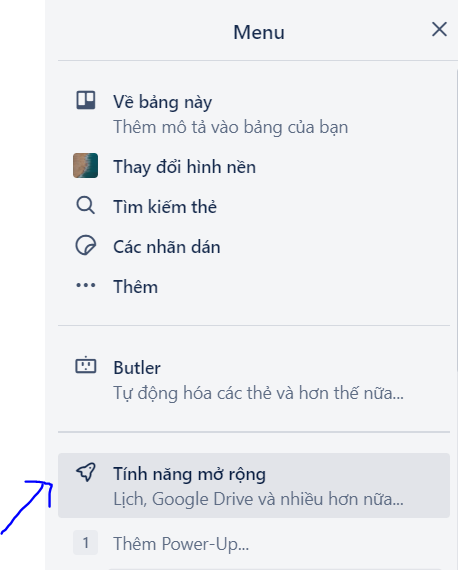 Menu
Về bảng này
Thêm mô tả vào bảng của bạn
Thay đổi hình nền
Tìm kiếm thẻ
Các nhãn dán
Thêm
Butler
Tự động hóa các thẻ và hơn thế nữa...
Tính năng mở rộng
Lịch, Google Drive và nhiều hơn nữa...
1 Thêm Power-Up...